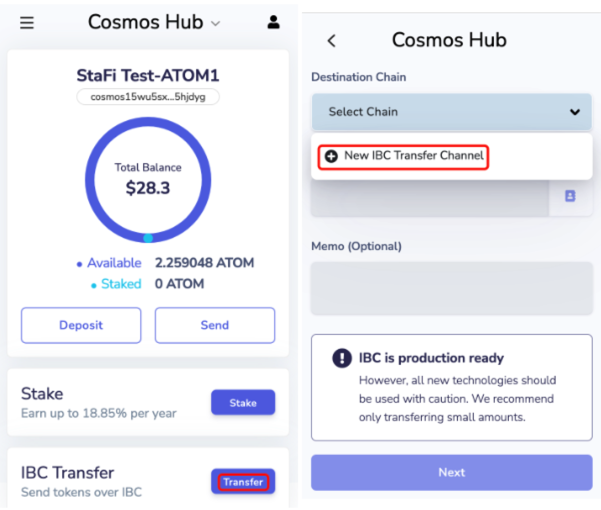 Cosmos Hub
StaFi Test-ATOM1
cosmos15wu5sx...5hjdyg
Total Balance
$28.3
Available 2.259048 ATOM
Staked 0 ATOM
Deposit Send
Stake
Earn up to 18.85% per year
Stake
IBC Transfer
Send tokens over IBC
Transfer
Cosmos Hub
Destination Chain
Select Chain
New IBC Transfer Channel
Memo (Optional)
IBC is production ready
However, all new technologies should
be used with caution. We recommend
only transferring small amounts.
Next